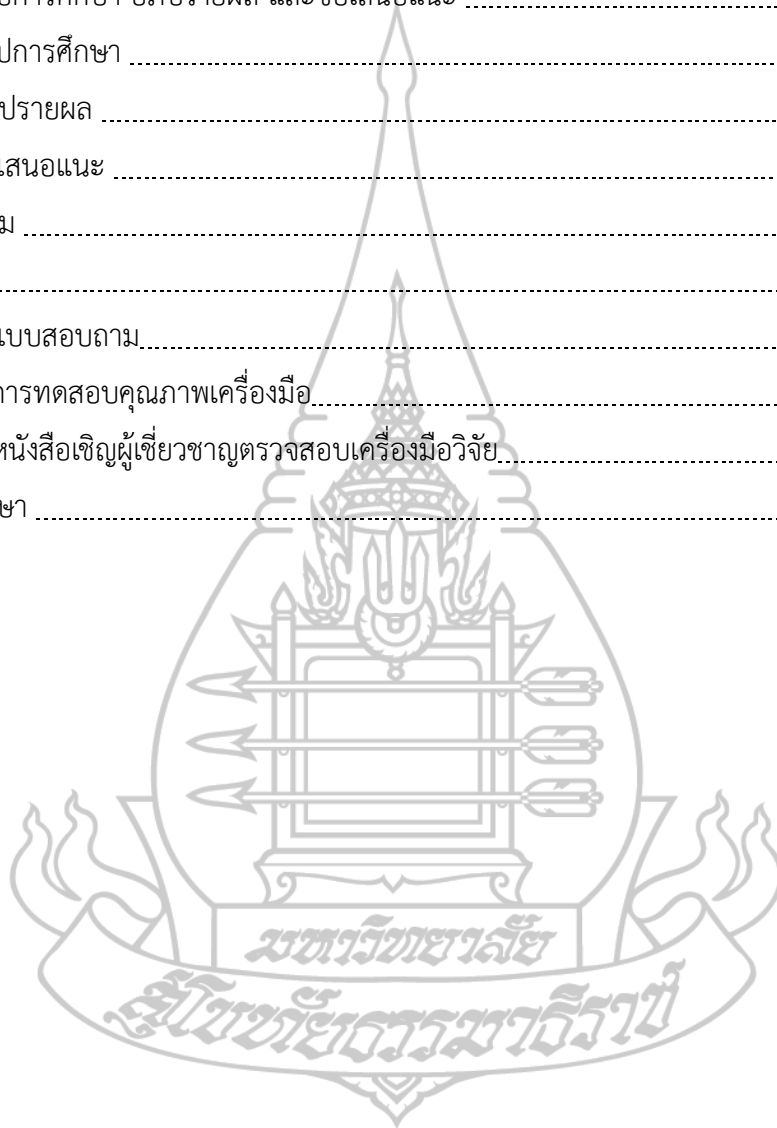 ปการศึกษา
ปรายผล
เสนอแนะ
ม
แบบสอบถาม
การทดสอบคุณภาพเครื่องมือ
หนังสือเชิญผู้เชี่ยวชาญตรวจสอบเครื่องมือวิจัย
ษา
มหาวิทยาลัย
สุโขทัยธรรมาธิราช